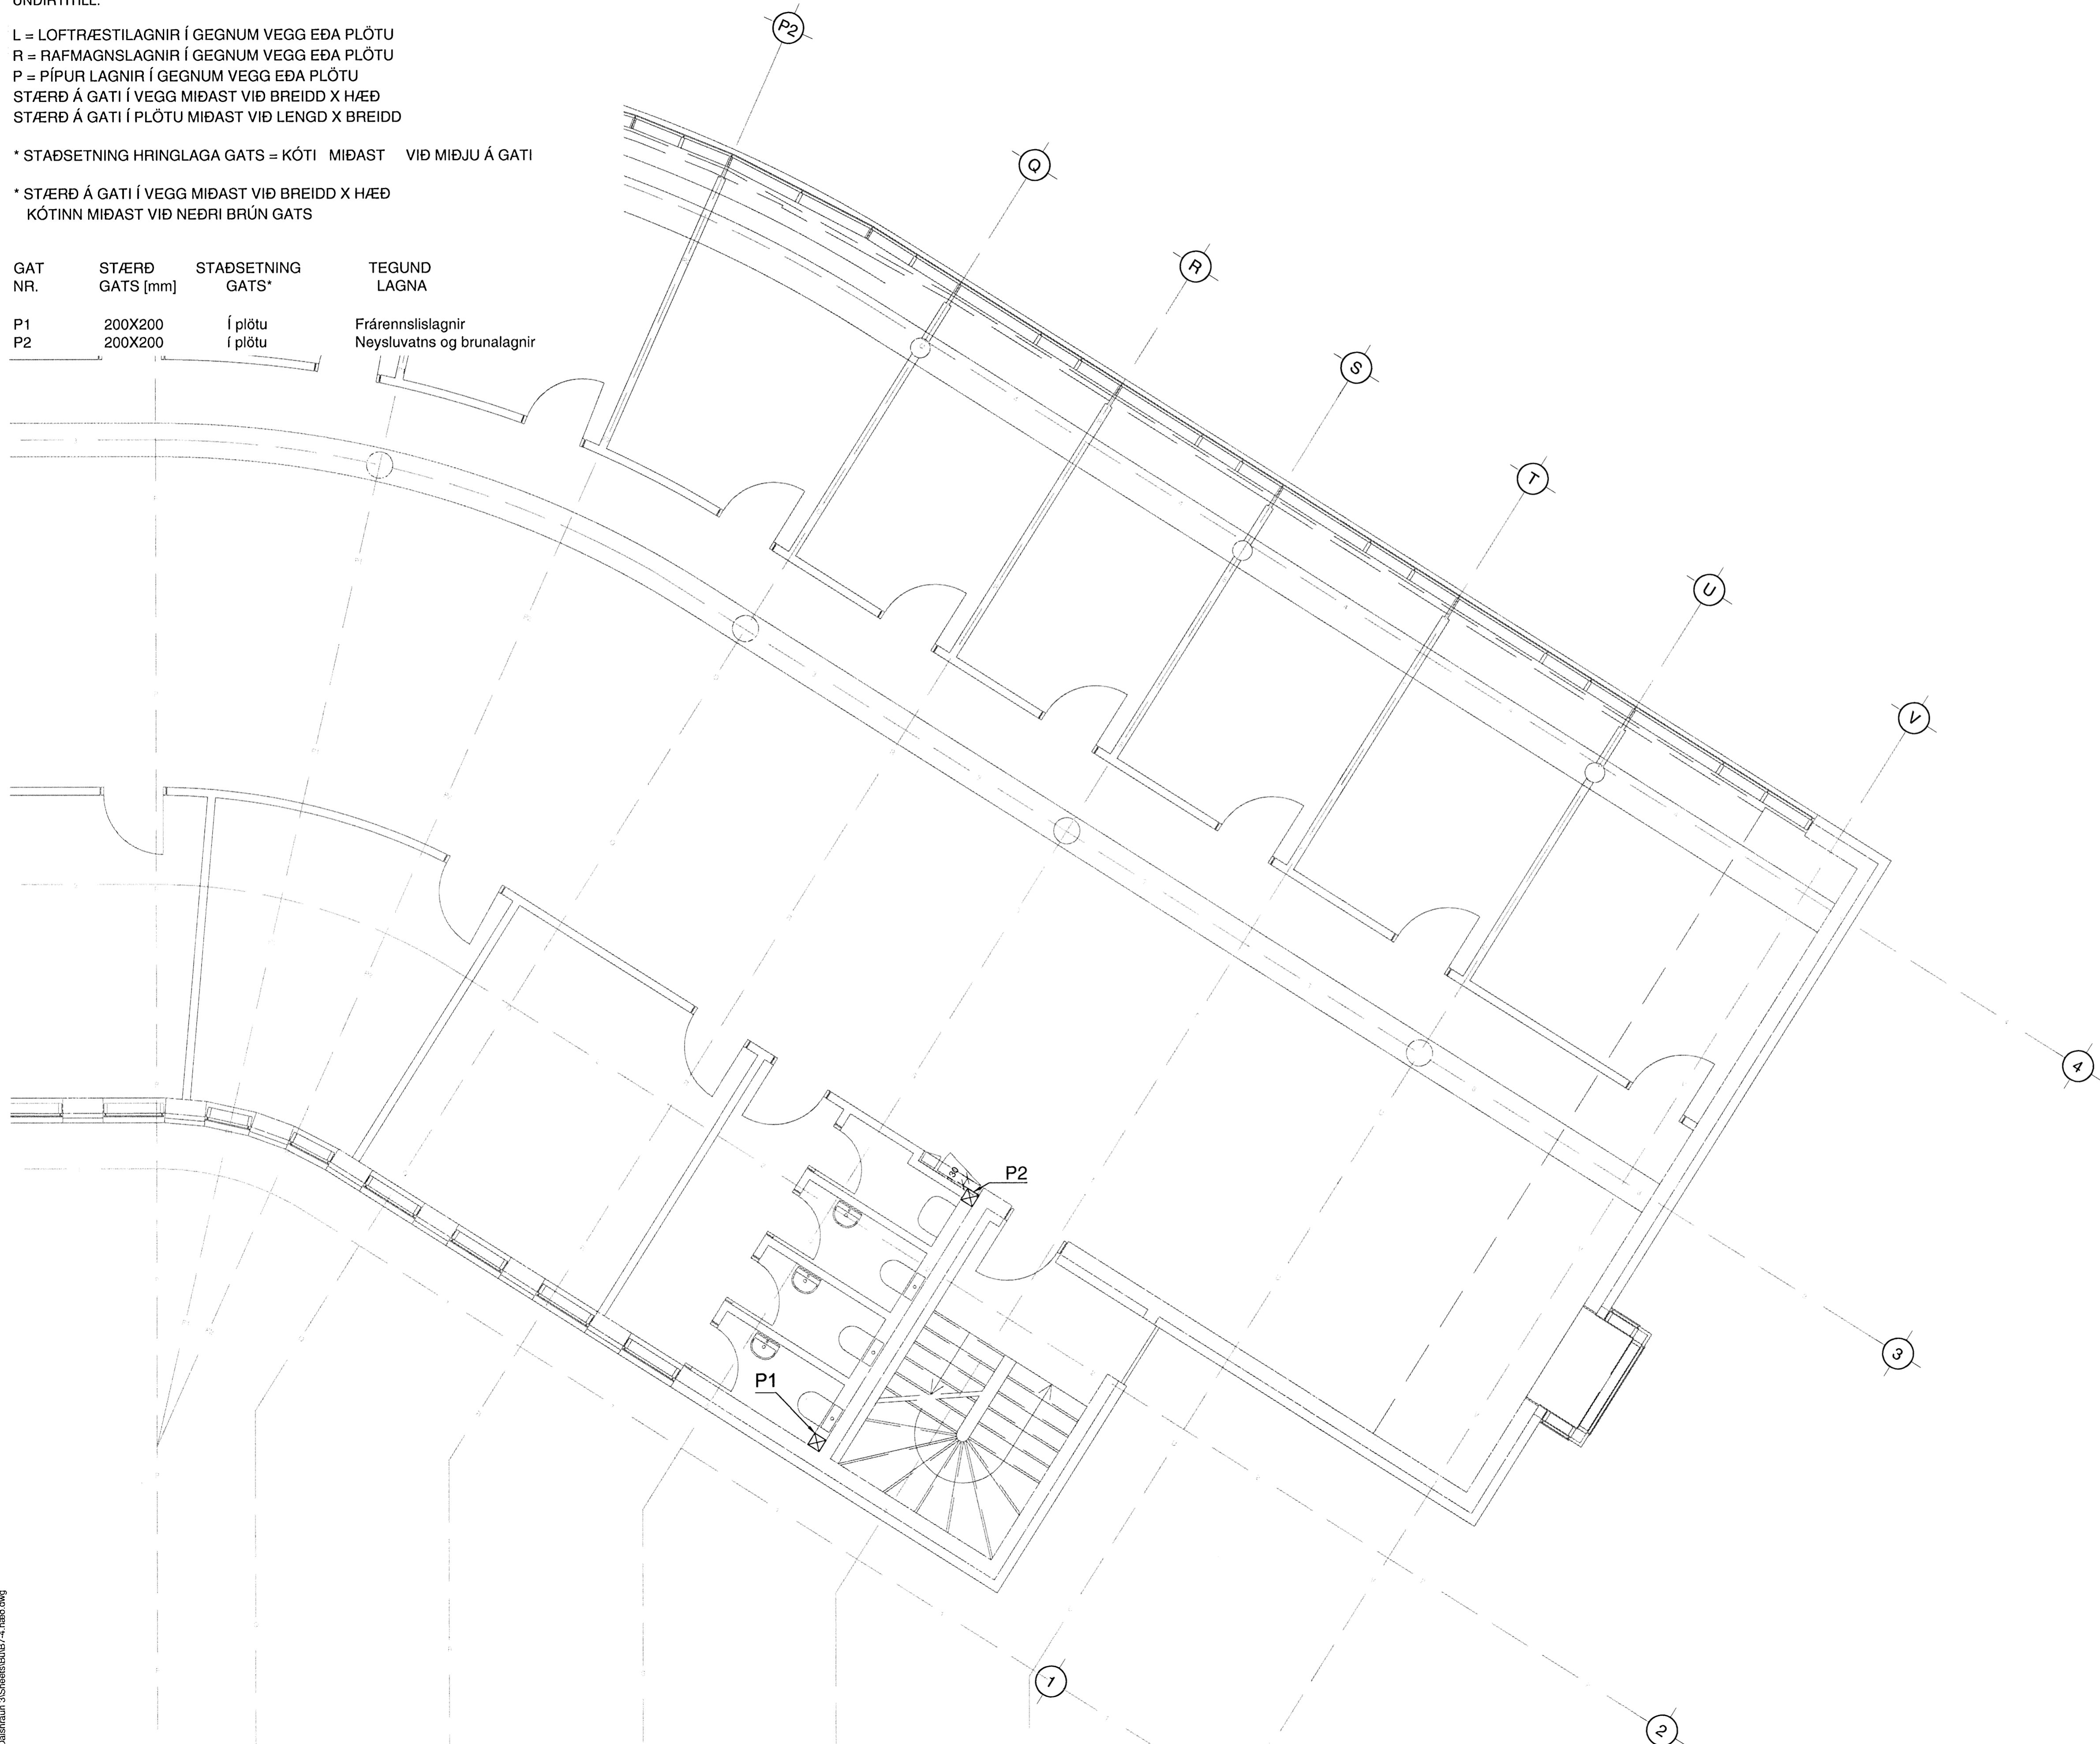 L = LOFTRÆSTILAGNIR Í GEGNUM VEGG EÐA PLÖTU
R = RAFMAGNSLAGNIR Í GEGNUM VEGG EÐA PLÖTU
P = PÍPUR LAGNIR Í GEGNUM VEGG EÐA PLÖTU
STÆRÐ Á GATI Í VEGG MIÐAST VIÐ BREIDD X HÆÐ
STÆRÐ Á GATI Í PLÖTU MIÐAST VIÐ LENGD X BREIDD
* STAÐSETNING HRINGLAGA GATS = KÓTI MIÐAST VIÐ MIÐJU Á GATI
* STÆRÐ Á GATI Í VEGG MIÐAST VIÐ BREIDD X HÆÐ
KÓTINN MIÐAST VIÐ NEÐRI BRÚN GATS
GAT STÆRÐ STAÐSETNING TEGUND
NR. GATS [mm] GATS* LAGNA
P1 200X200 Í plötu Frárennslislagnir
P2 200X200 í plötu Neysluvatns og brunalagnir
P2
Q
R
S
T
U
V
4
3
2
1
30
P2
P1